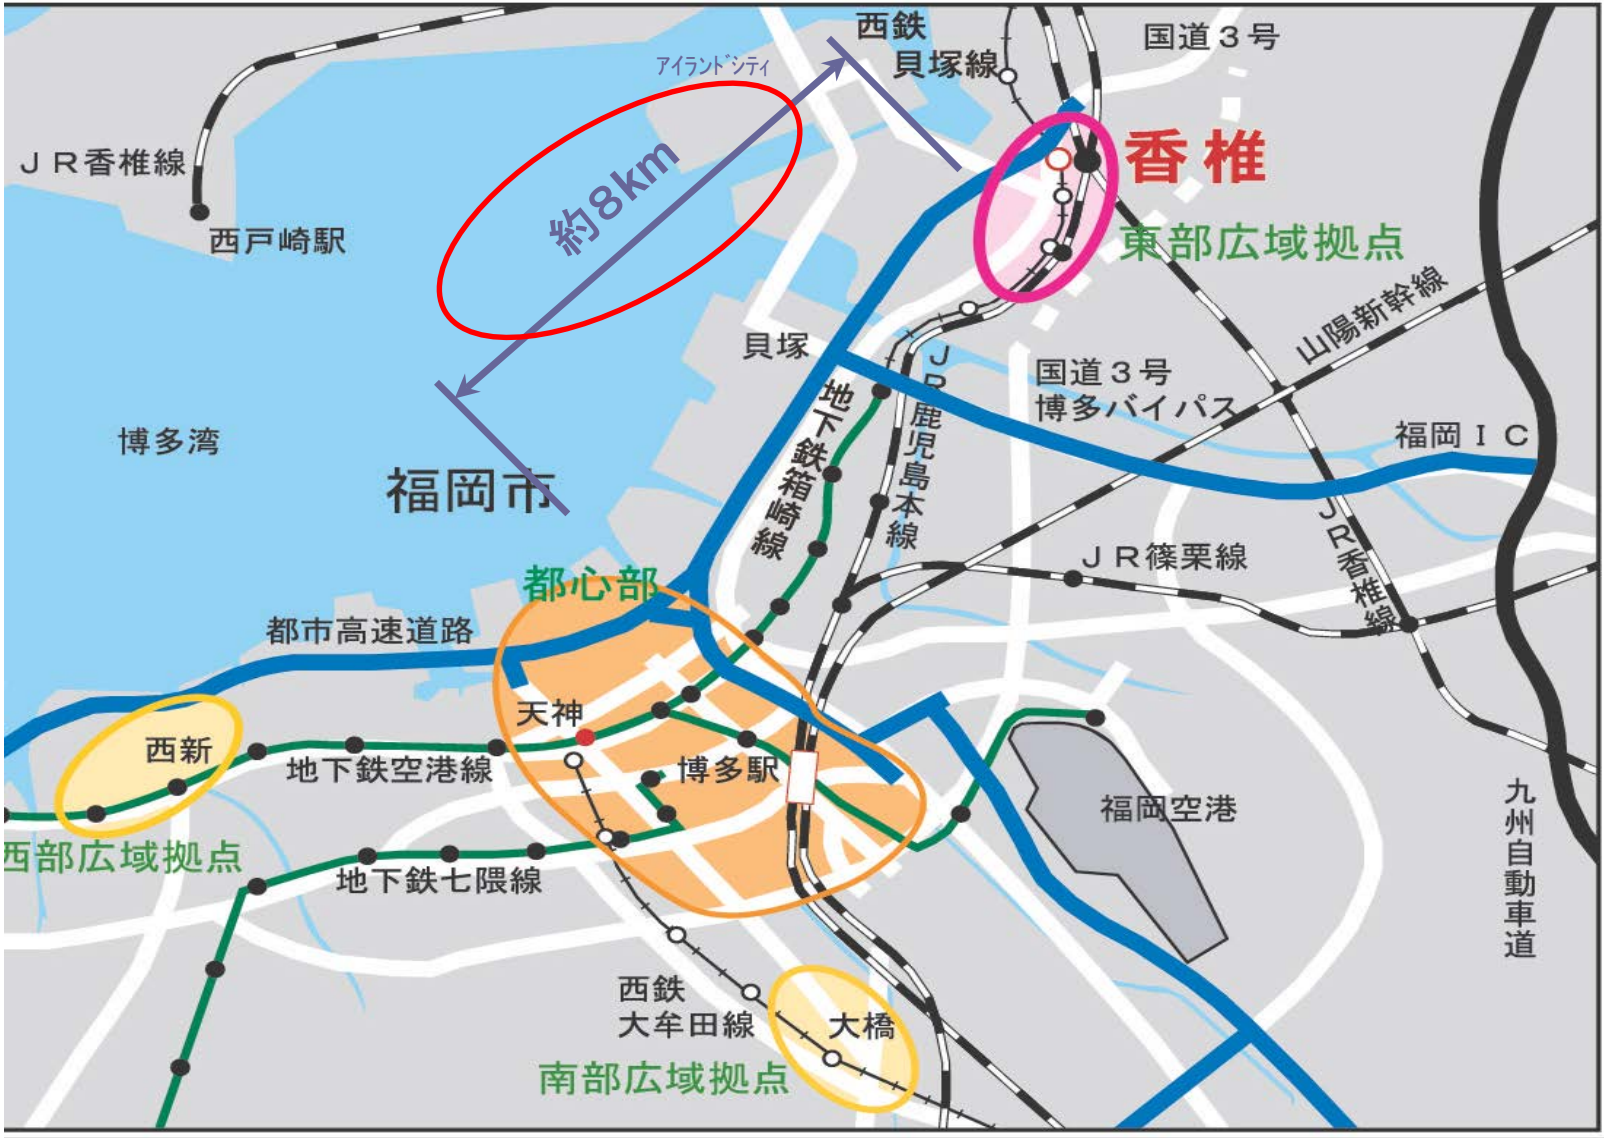 西鉄
貝塚線
国道３号
アイランドシティ
ＪＲ香椎線
香椎
約8km
西戸崎駅
東部広域拠点
山陽新幹線
貝塚
ＪＲ鹿児島本線
国道３号
博多バイパス
地下鉄箱崎線
博多湾
福岡ＩＣ
福岡市
ＪＲ香椎線
ＪＲ篠栗線
都心部
都市高速道路
天神
西新
地下鉄空港線
博多駅
福岡空港
九州自動車道
西部広域拠点
地下鉄七隈線
西鉄
大牟田線
大橋
南部広域拠点